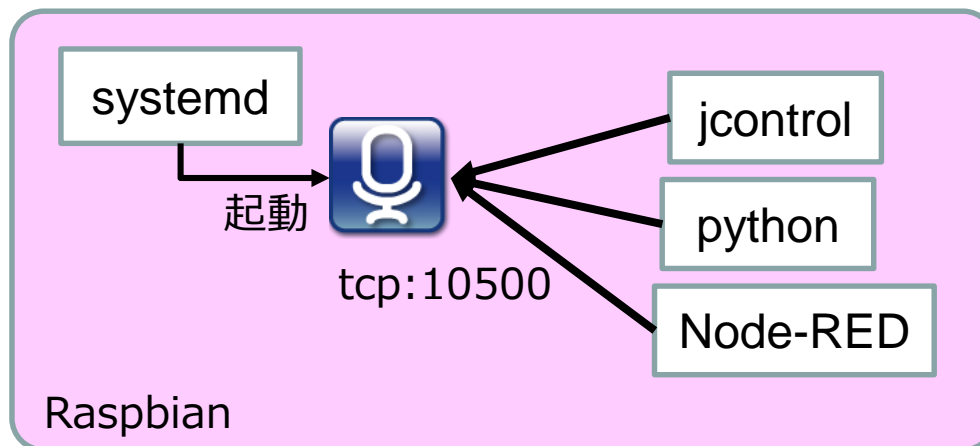 systemd
起動
tcp:10500
jcontrol
python
Node-RED
Raspbian